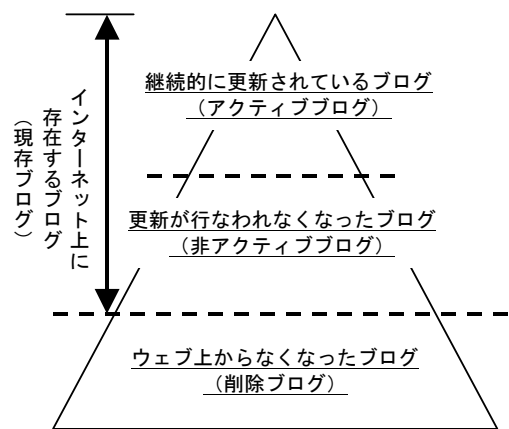 インターネット上に
存在するブログ
（現存ブログ）
継続的に更新されているブログ
（アクティブブログ）
更新が行なわれなくなったブログ
（非アクティブブログ）
ウェブ上からなくなったブログ
（削除ブログ）